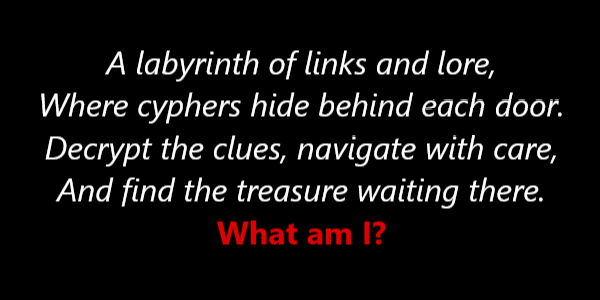 A labyrinth of links and lore,
Where cyphers hide behind each door.
Decrypt the clues, navigate with care,
And find the treasure waiting there.
What am I?